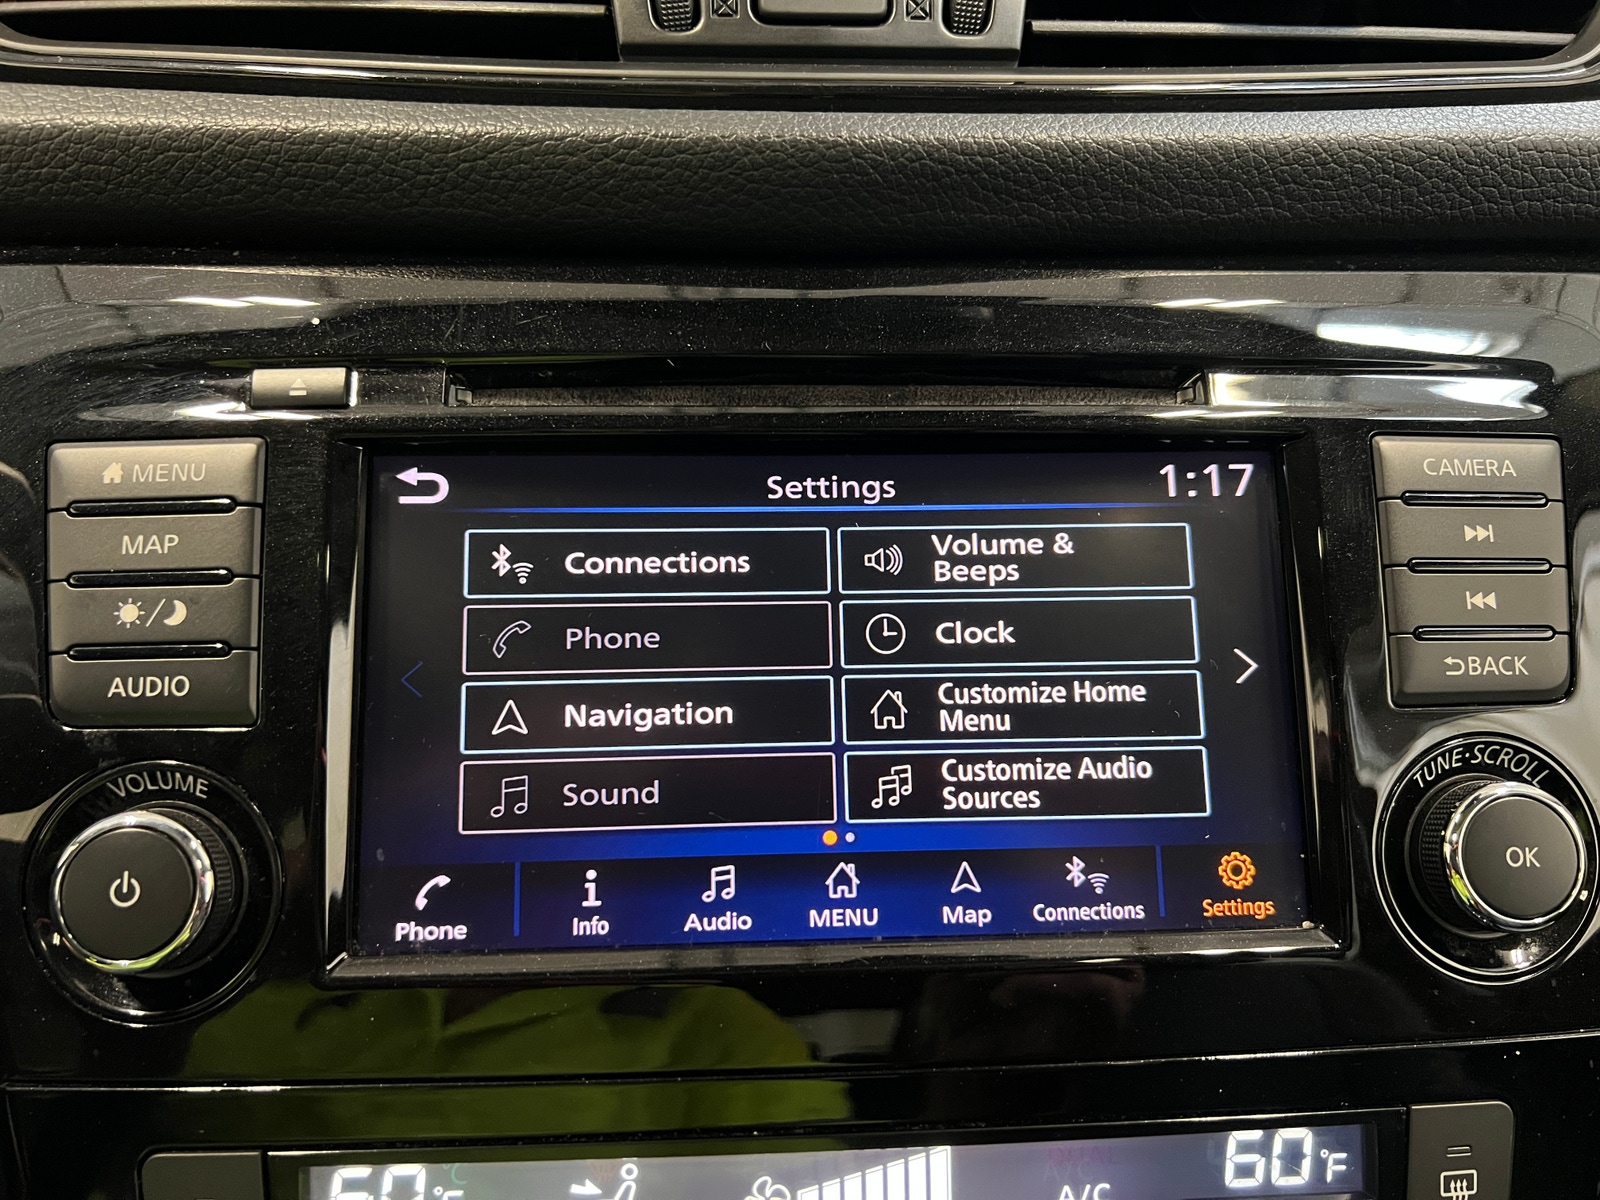 MENU
MAP
AUDIO
VOLUME
Settings
1:17
Connections
Volume &
Beeps
Phone
Clock
Navigation
Customize Home
Menu
Sound
Customize Audio
Sources
Phone
Info
Audio
MENU
Map
Connections
Settings
CAMERA
BACK
TUNE·SCROLL
OK
60°F
A/C
60°F